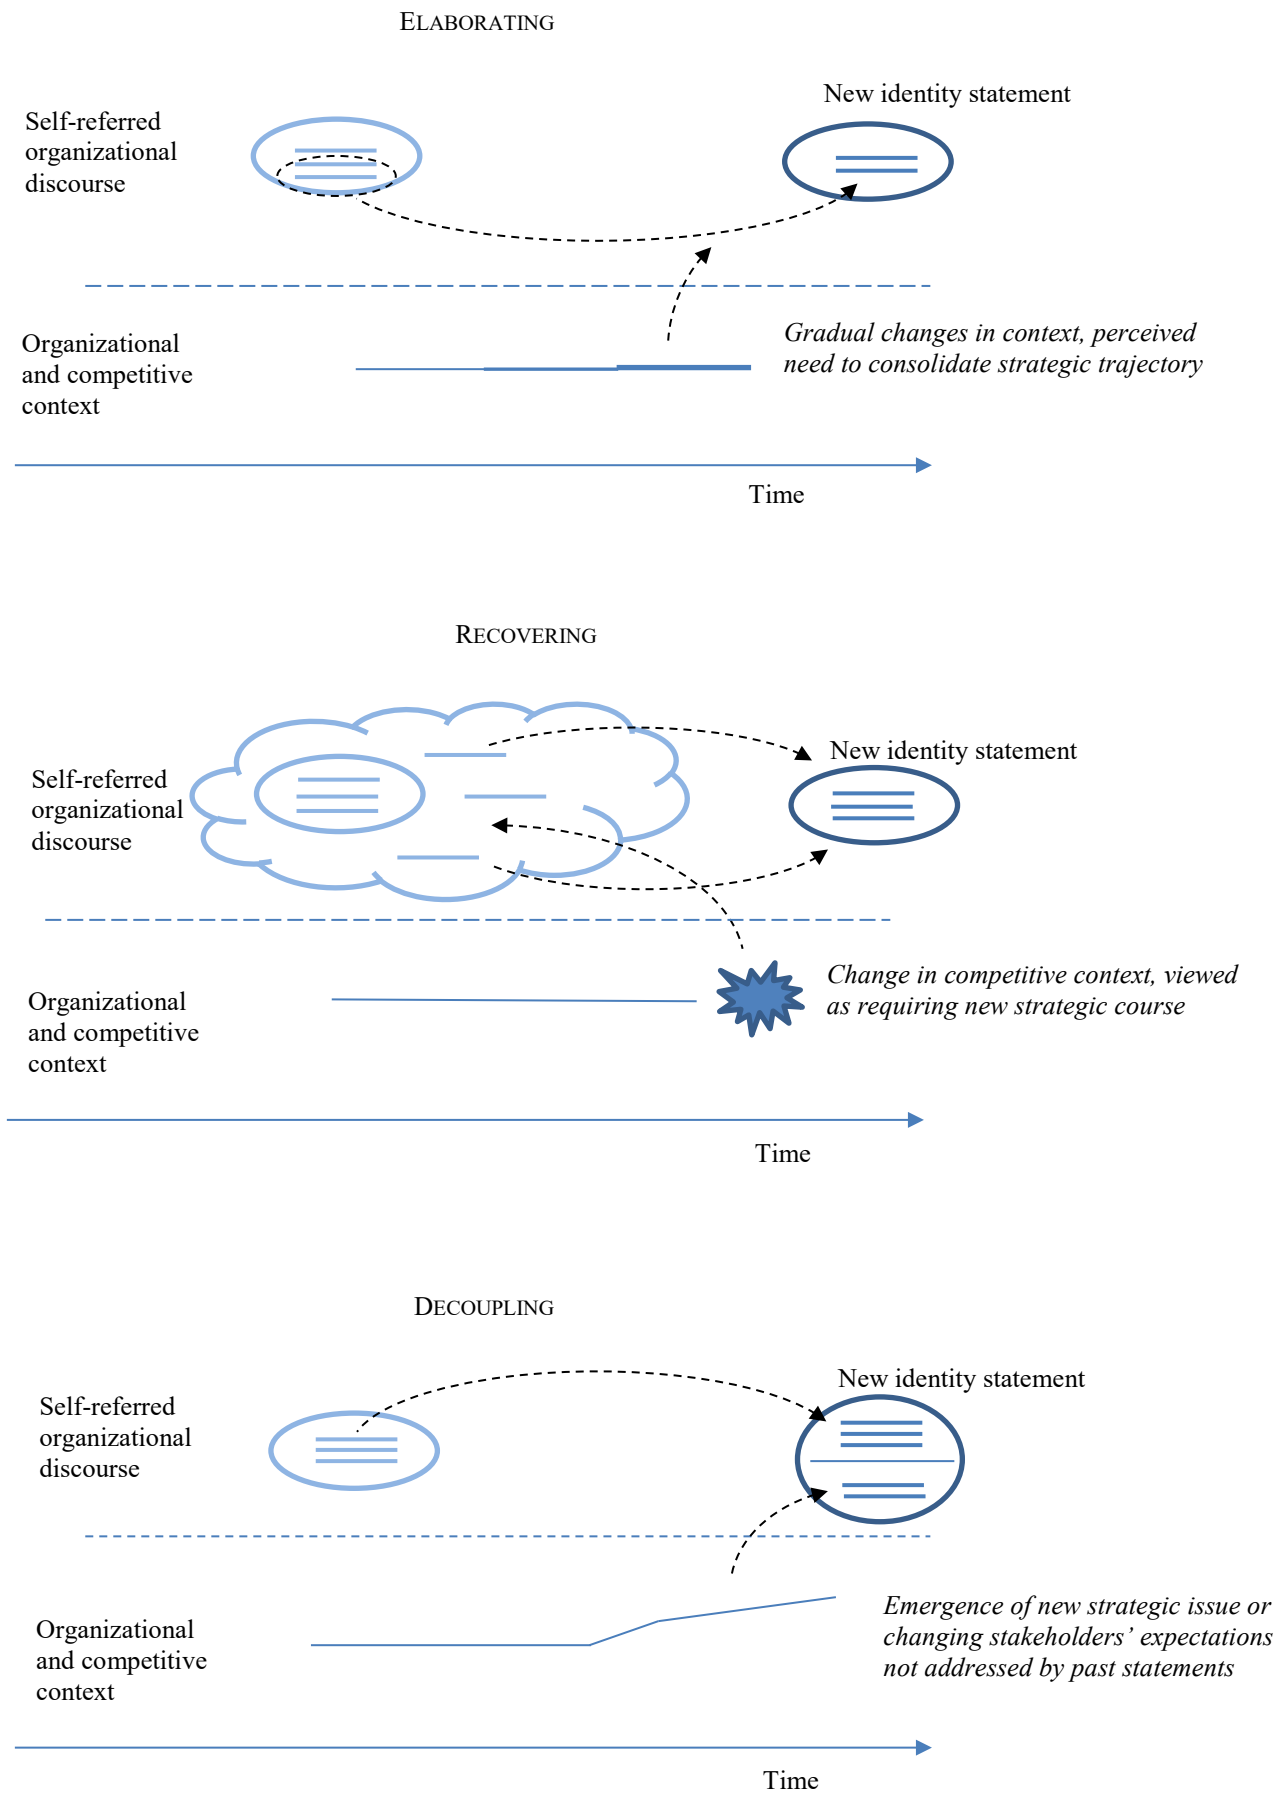 ELABORATING
New identity statement
Self-referred
organizational
discourse
Organizational
and competitive
context
Gradual changes in context, perceived
need to consolidate strategic trajectory
Time
RECOVERING
New identity statement
Self-referred
organizational
discourse
Organizational
and competitive
context
Change in competitive context, viewed
as requiring new strategic course
Time
DECOUPLING
New identity statement
Self-referred
organizational
discourse
Organizational
and competitive
context
Emergence of new strategic issue or
changing stakeholders’ expectations
not addressed by past statements
Time